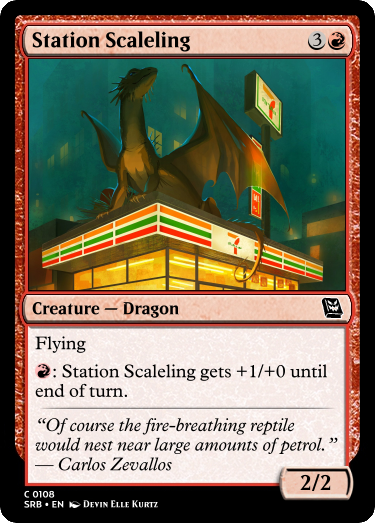 Station Scaleling 3
7
Creature — Dragon
Flying
: Station Scaleling gets +1/+0 until
end of turn.
“Of course the fire-breathing reptile
would nest near large amounts of petrol.”
— Carlos Zevallos
2/2
C 0108
SRB • EN Devin Elle Kurtz